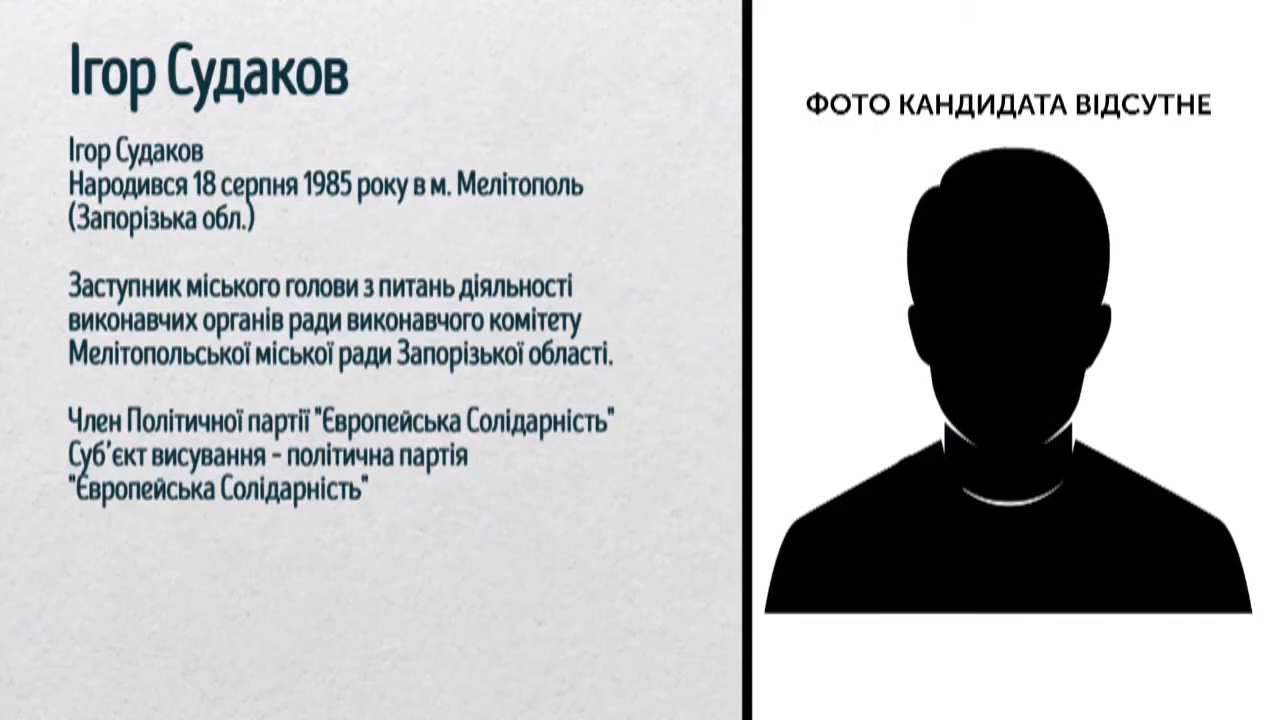 Ігор Судаков
Ігор Судаков
Народився 18 серпня 1985 року в м. Мелітополь
(Запорізька обл.)
Заступник міського голови з питань діяльності
виконавчих органів ради виконавчого комітету
Мелітопольської міської ради Запорізької області.
Член Політичної партії "Європейська Солідарність"
Суб’єкт висування - політична партія
"Європейська Солідарність"
ФОТО КАНДИДАТА ВІДСУТНЕ